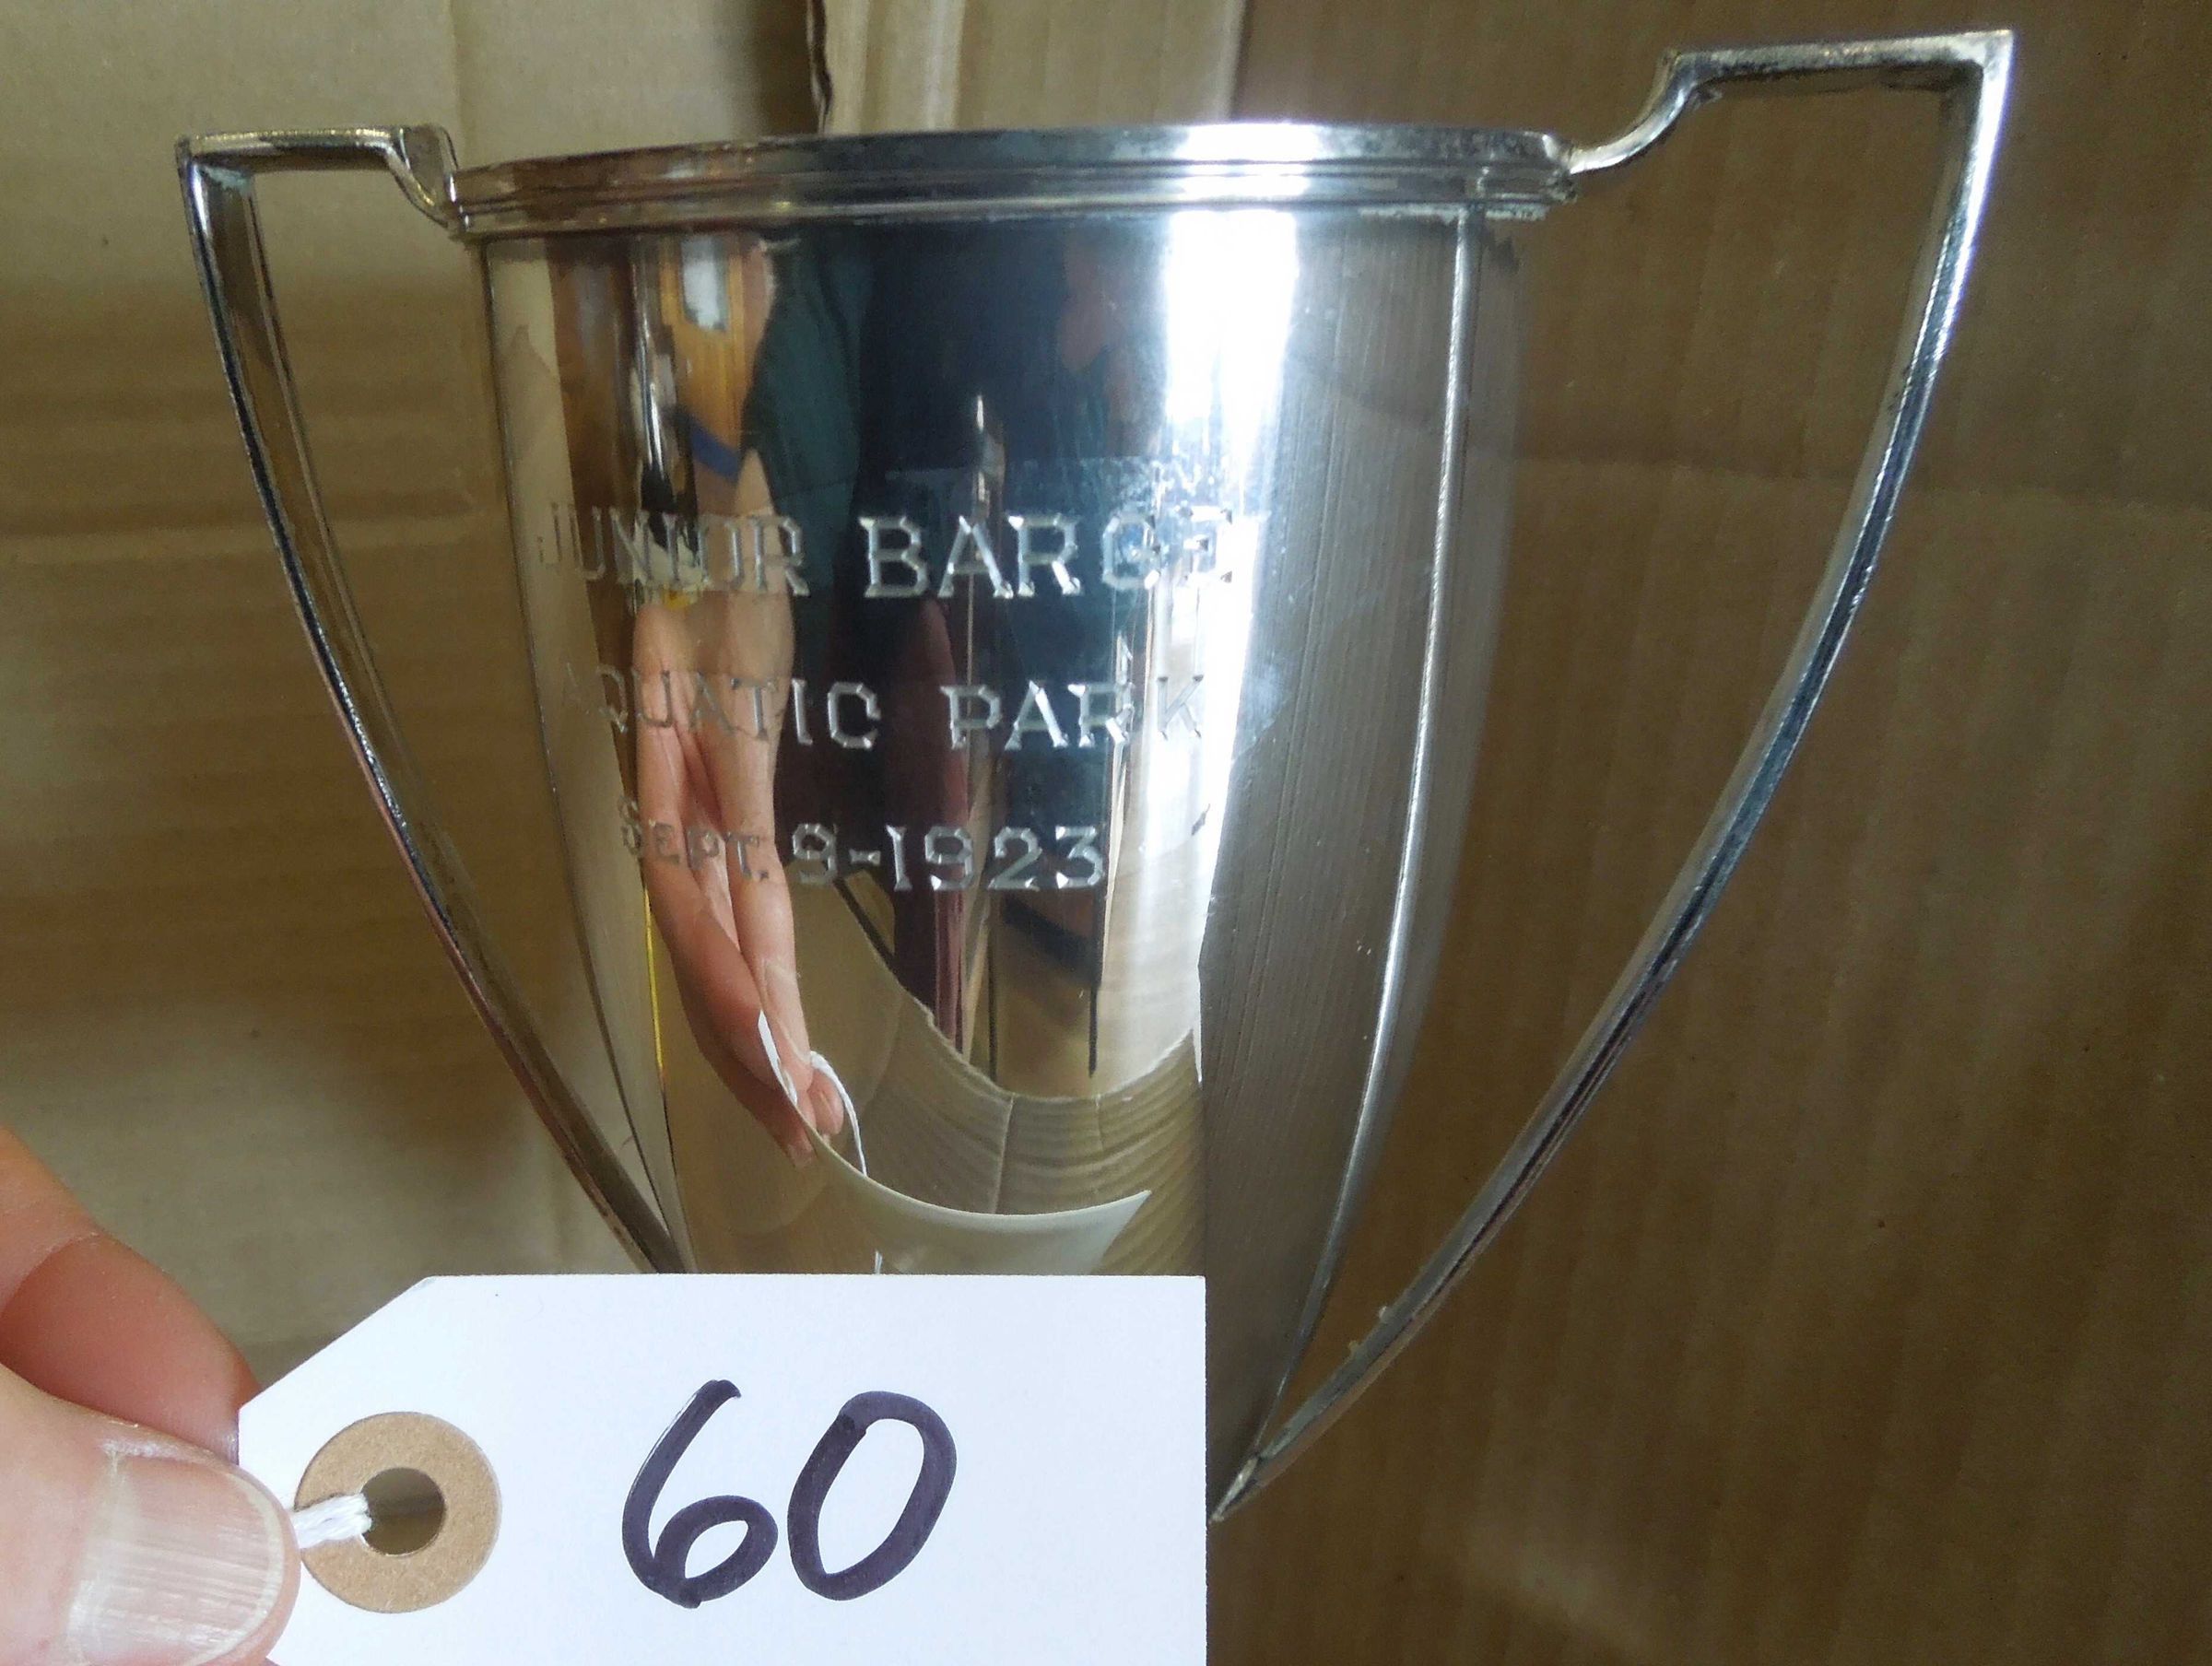 JUNIOR BARGE
AQUATIC PARK
SEPT. 9-1923
60